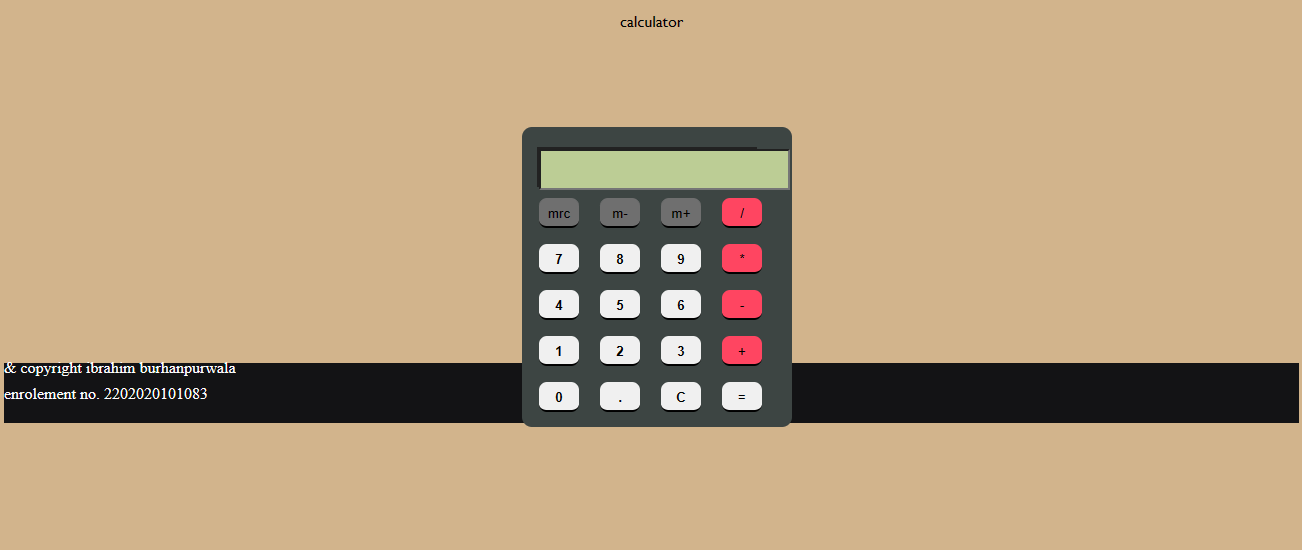 calculator
mrc m- m+ /
7 8 9 *
4 5 6 -
1 2 3 +
0 . C =
& copyright ibrahim burhanpurwala
enrolement no. 2202020101083